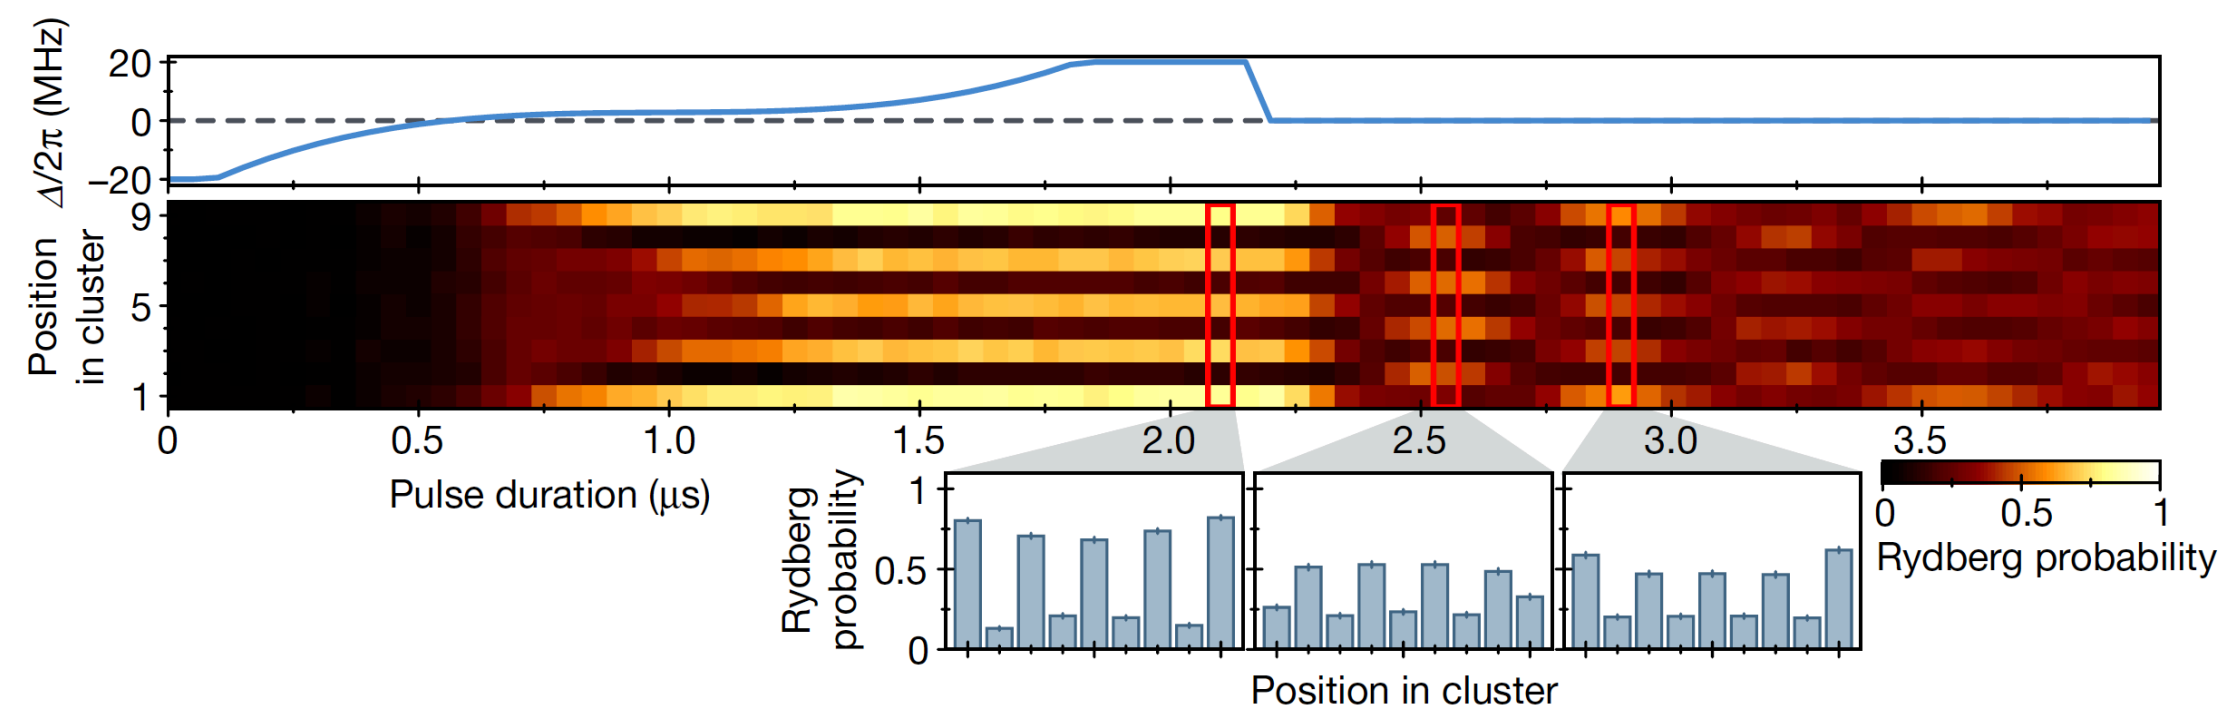 Δ/2π (MHz)
20
0
−20
Position
in cluster
9
5
1
0 0.5 1.0 1.5 2.0 2.5 3.0 3.5
Pulse duration (μs)
Rydberg
probability
1
0.5
0
Position in cluster
0 0.5 1
Rydberg probability